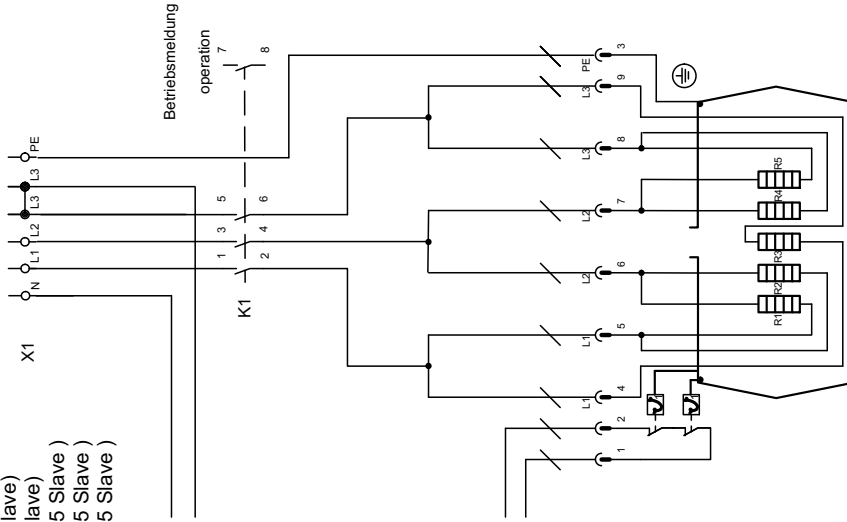 Betriebsmeldung
operation
7
8
PE
L3
L3
L2
L1
N
X1
5
6
3
4
1
2
K1
PE
3
L3
9
L3
8
L2
7
L2
6
L1
5
L1
4
2
1
R5
R4
R3
R2
R1
lave)
lave)
5 Slave )
5 Slave )
5 Slave )